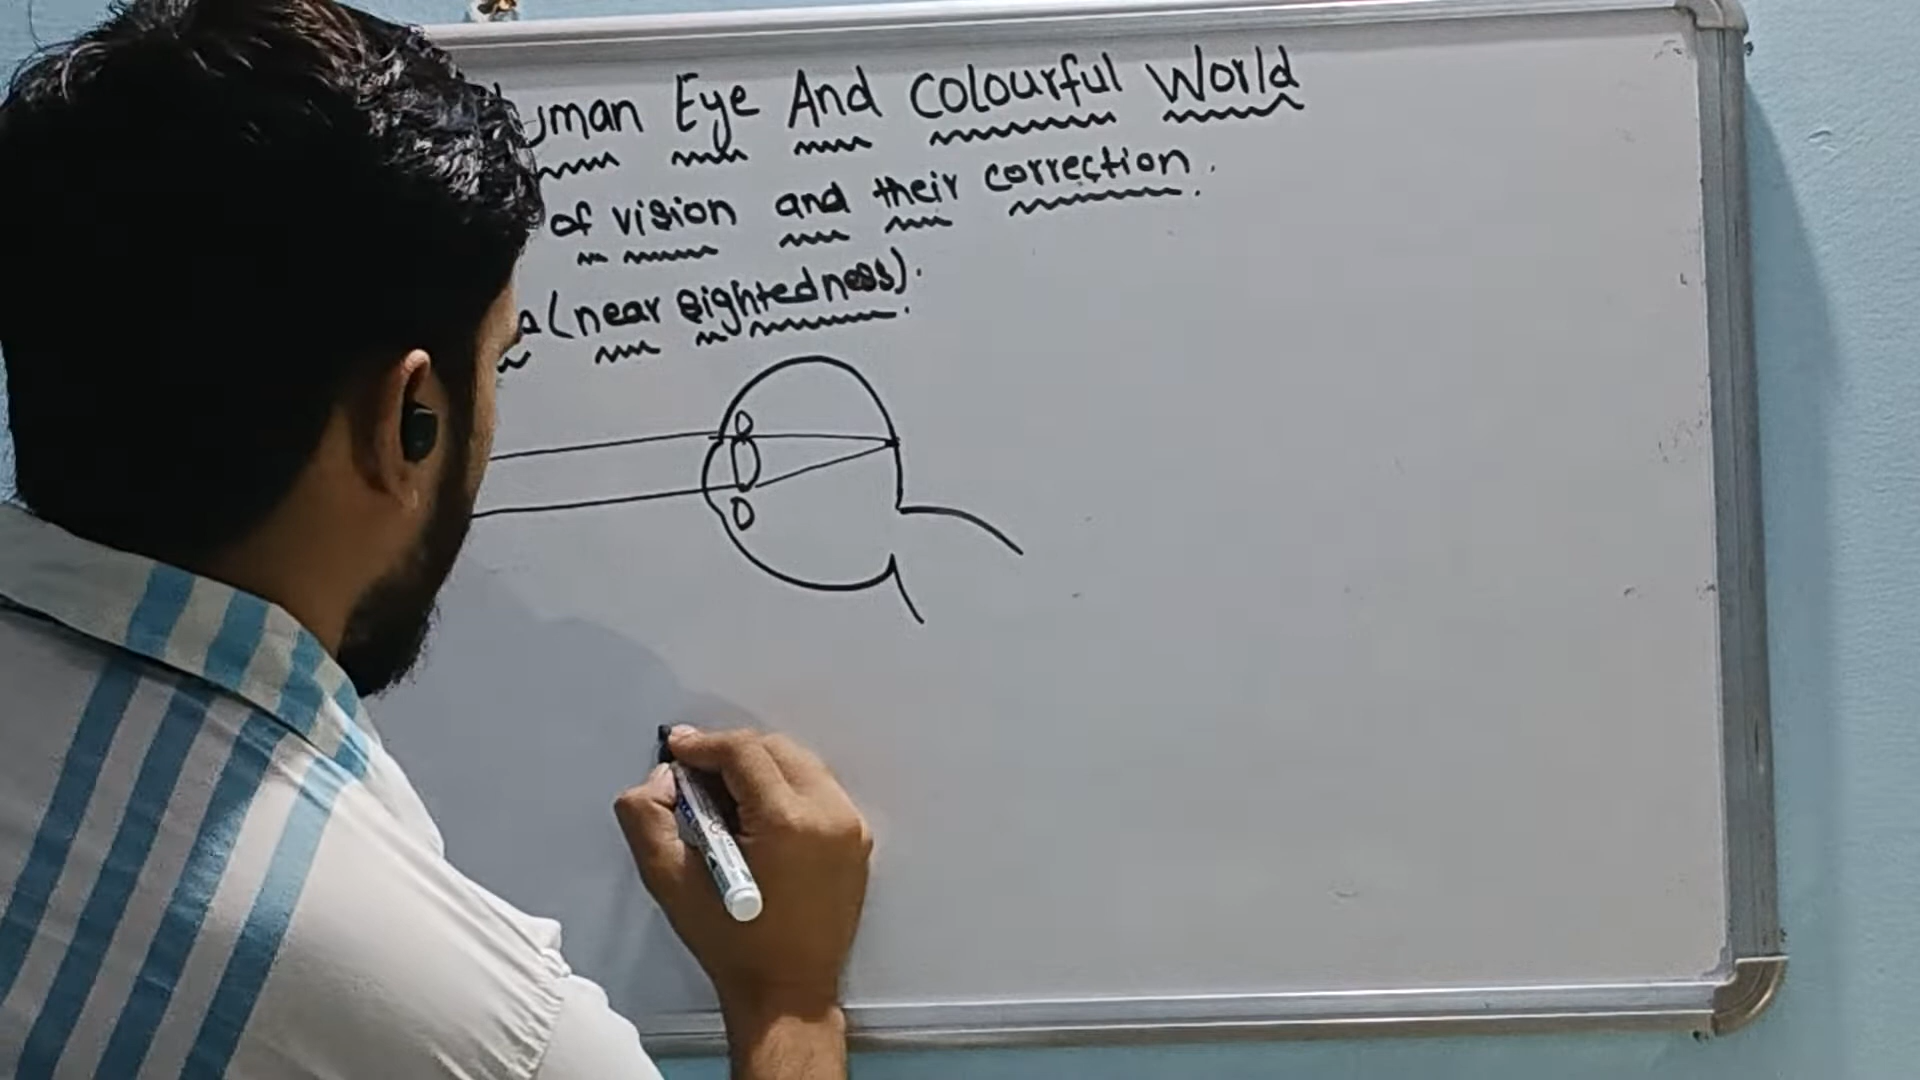 uman Eye And Colourful World
of vision and their correction.
a (near sightedness).